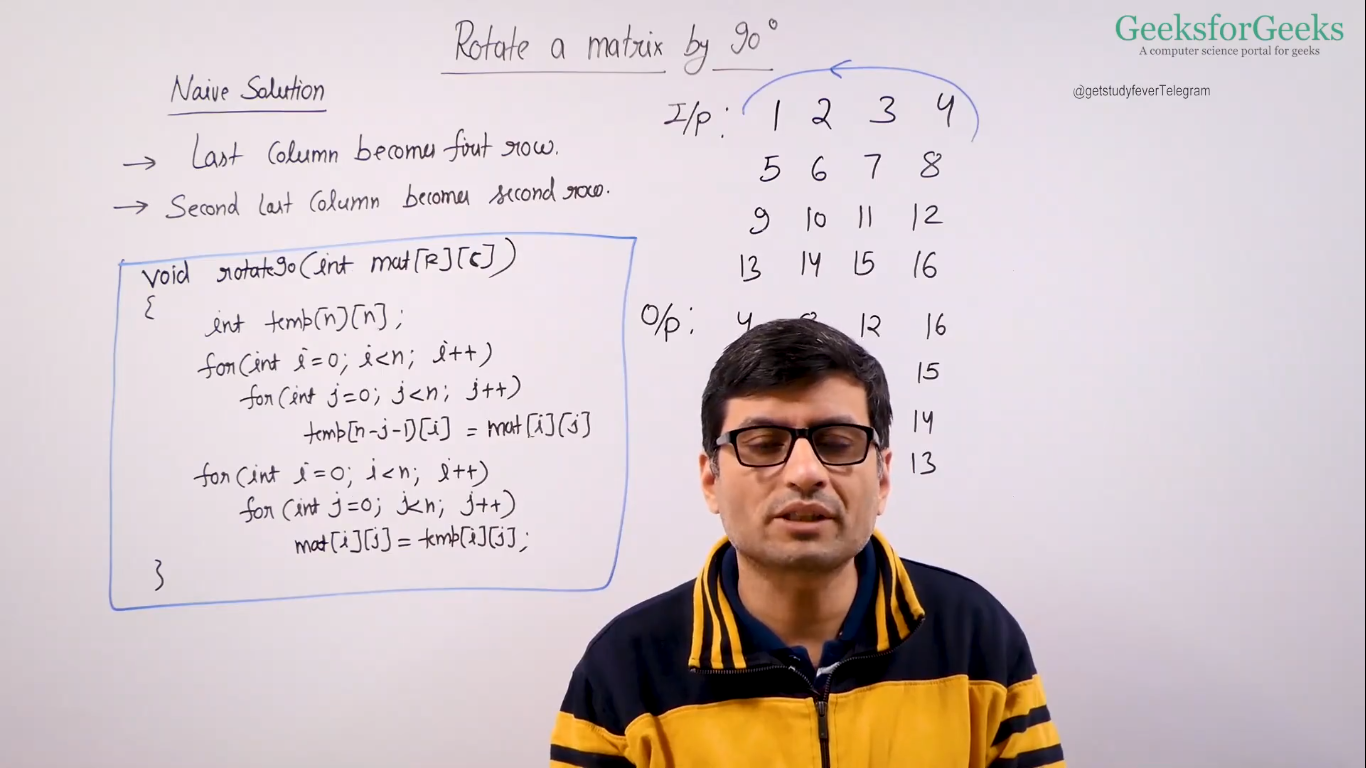 Rotate a matrix by 90°
GeeksforGeeks
A computer science portal for geeks
@getstudyfeverTelegram
Naive Solution
→ Last Column becomes first row.
→ Second last Column becomes second row.
void rotate90(int mat[R][C])
{
int temp[n][n];
for(int i=0; i<n; i++)
for(int j=0; j<n; j++)
temp[n-j-1][i] = mat[i][j]
for(int i=0; i<n; i++)
for(int j=0; j<n; j++)
mat[i][j] = temp[i][j];
}
I/p: 1 2 3 4
5 6 7 8
9 10 11 12
13 14 15 16
O/p: 4 12 16
15
14
13